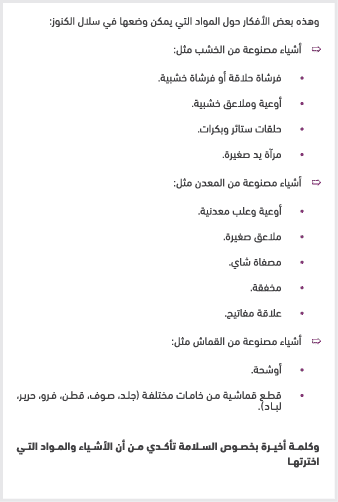 وهذه بعض الأفكار حول المواد التي يمكن وضعها في سلال الكنوز:
⇨ أشياء مصنوعة من الخشب مثل:
• فرشاة حلاقة أو فرشاة خشبية.
• أوعية وملاعق خشبية.
• حلقات ستائر وبكرات.
• مرآة يد صغيرة.
⇨ أشياء مصنوعة من المعدن مثل:
• أوعية وعلب معدنية.
• ملاعق صغيرة.
• مصفاة شاي.
• مخفقة.
• علاقة مفاتيح.
⇨ أشياء مصنوعة من القماش مثل:
• أوشحة.
• قطع قماشية من خامات مختلفة (جلد، صوف، قطن، فرو، حرير،
لباد).
وكلمة أخيرة بخصوص السلامة تأكدي من أن الأشياء والمواد التي
اخترتها